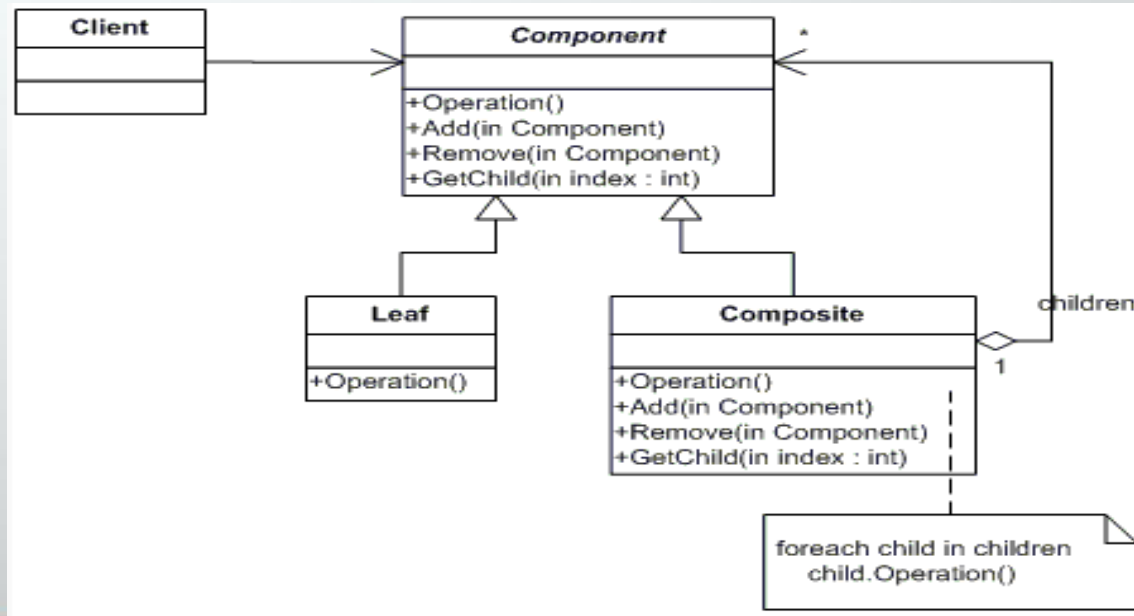 Client
Component
*
+Operation()
+Add(in Component)
+Remove(in Component)
+GetChild(in index : int)
children
Leaf
+Operation()
Composite
1
+Operation()
+Add(in Component)
+Remove(in Component)
+GetChild(in index : int)
foreach child in children
child.Operation()